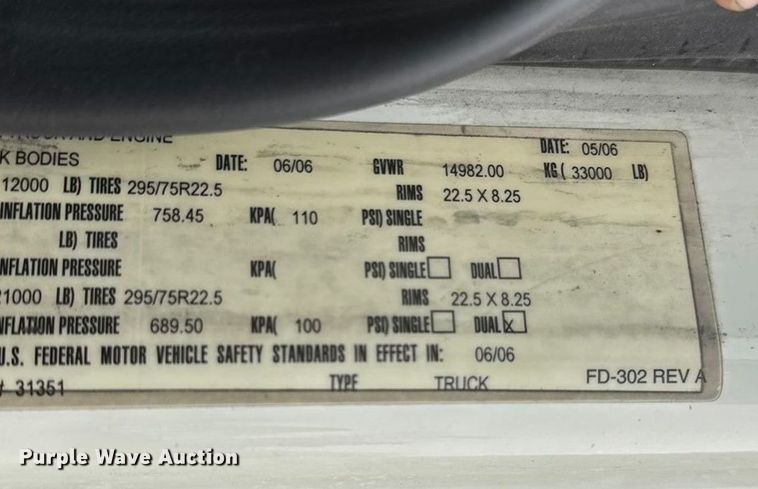 TRUCK AND ENGINE DATE: 05/06
K BODIES DATE: 06/06 GVWR 14982.00 KG( 33000 LB)
12000 LB) TIRES 295/75R22.5 RIMS 22.5 X 8.25
INFLATION PRESSURE 758.45 KPA( 110 PSI) SINGLE
LB) TIRES RIMS
NFLATION PRESSURE KPA( PSI) SINGLE DUAL
21000 LB) TIRES 295/75R22.5 RIMS 22.5 X 8.25
NFLATION PRESSURE 689.50 KPA( 100 PSI) SINGLE DUAL X
U.S. FEDERAL MOTOR VEHICLE SAFETY STANDARDS IN EFFECT IN: 06/06
# 31351 TYPE TRUCK FD-302 REV A
Purple Wave Auction